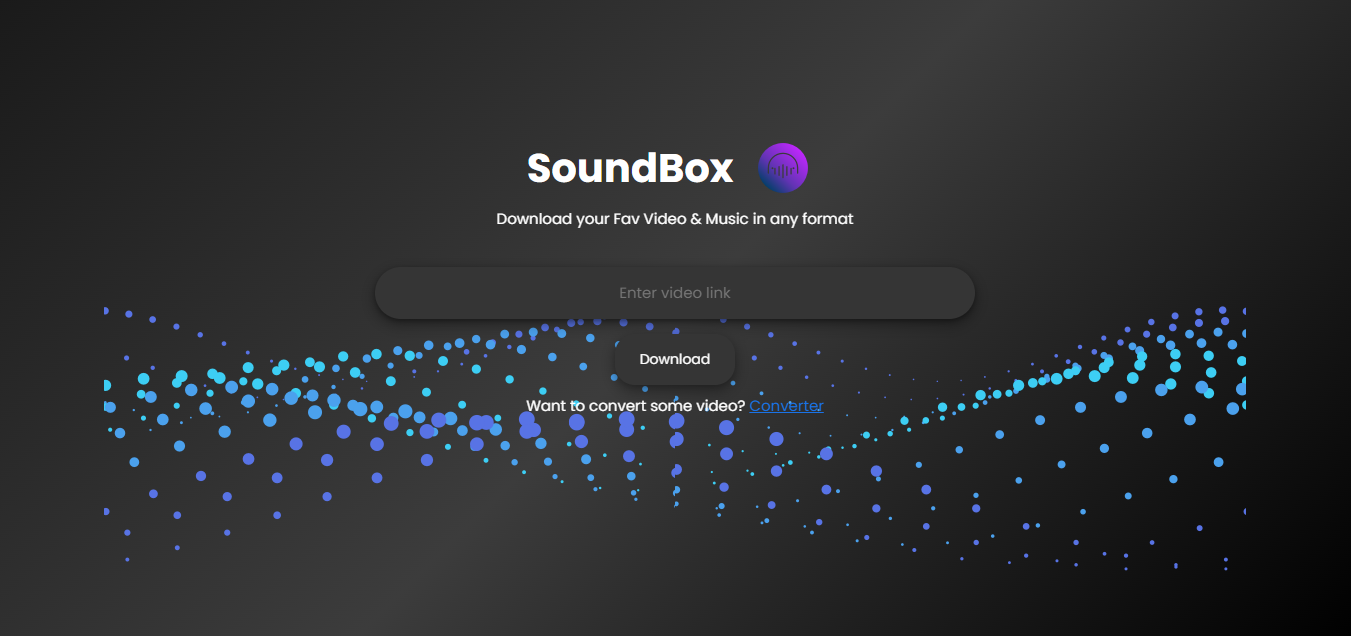 SoundBox
Download your Fav Video & Music in any format
Enter video link
Download
Want to convert some video? Converter